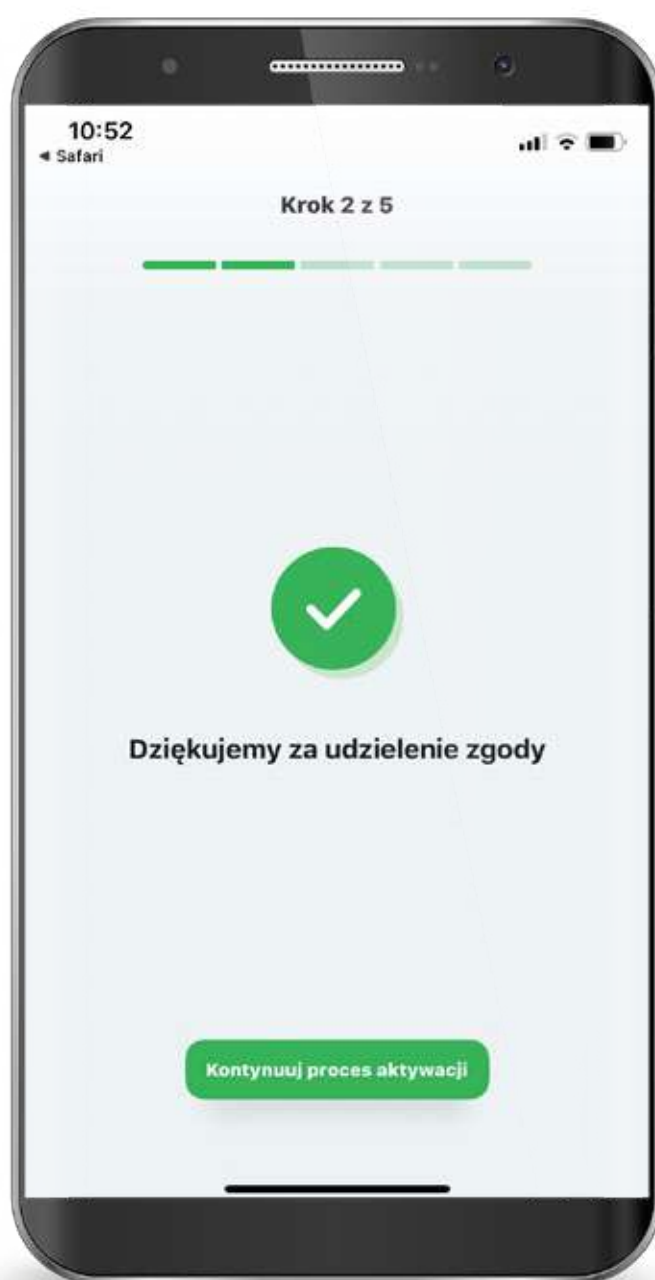 10:52
◄ Safari
Krok 2 z 5
Dziękujemy za udzielenie zgody
Kontynuuj proces aktywacji